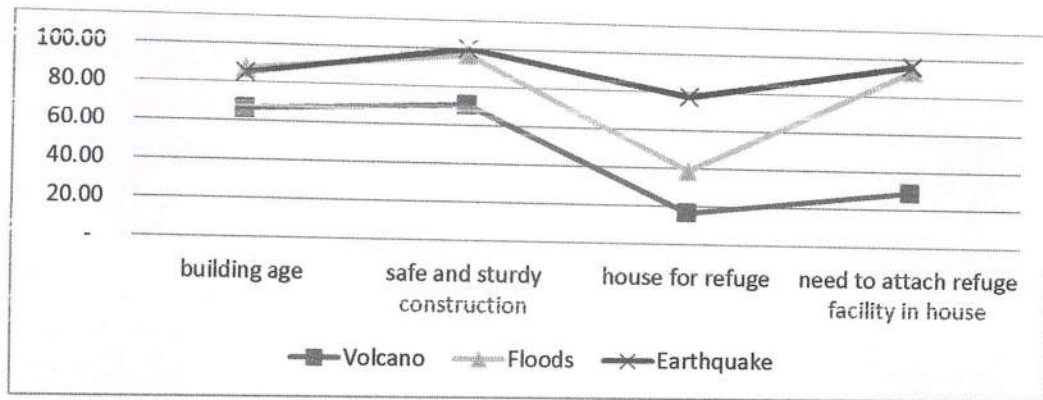 100.00
80.00
60.00
40.00
20.00
-
building age
safe and sturdy
construction
house for refuge
need to attach refuge
facility in house
Volcano
Floods
Earthquake